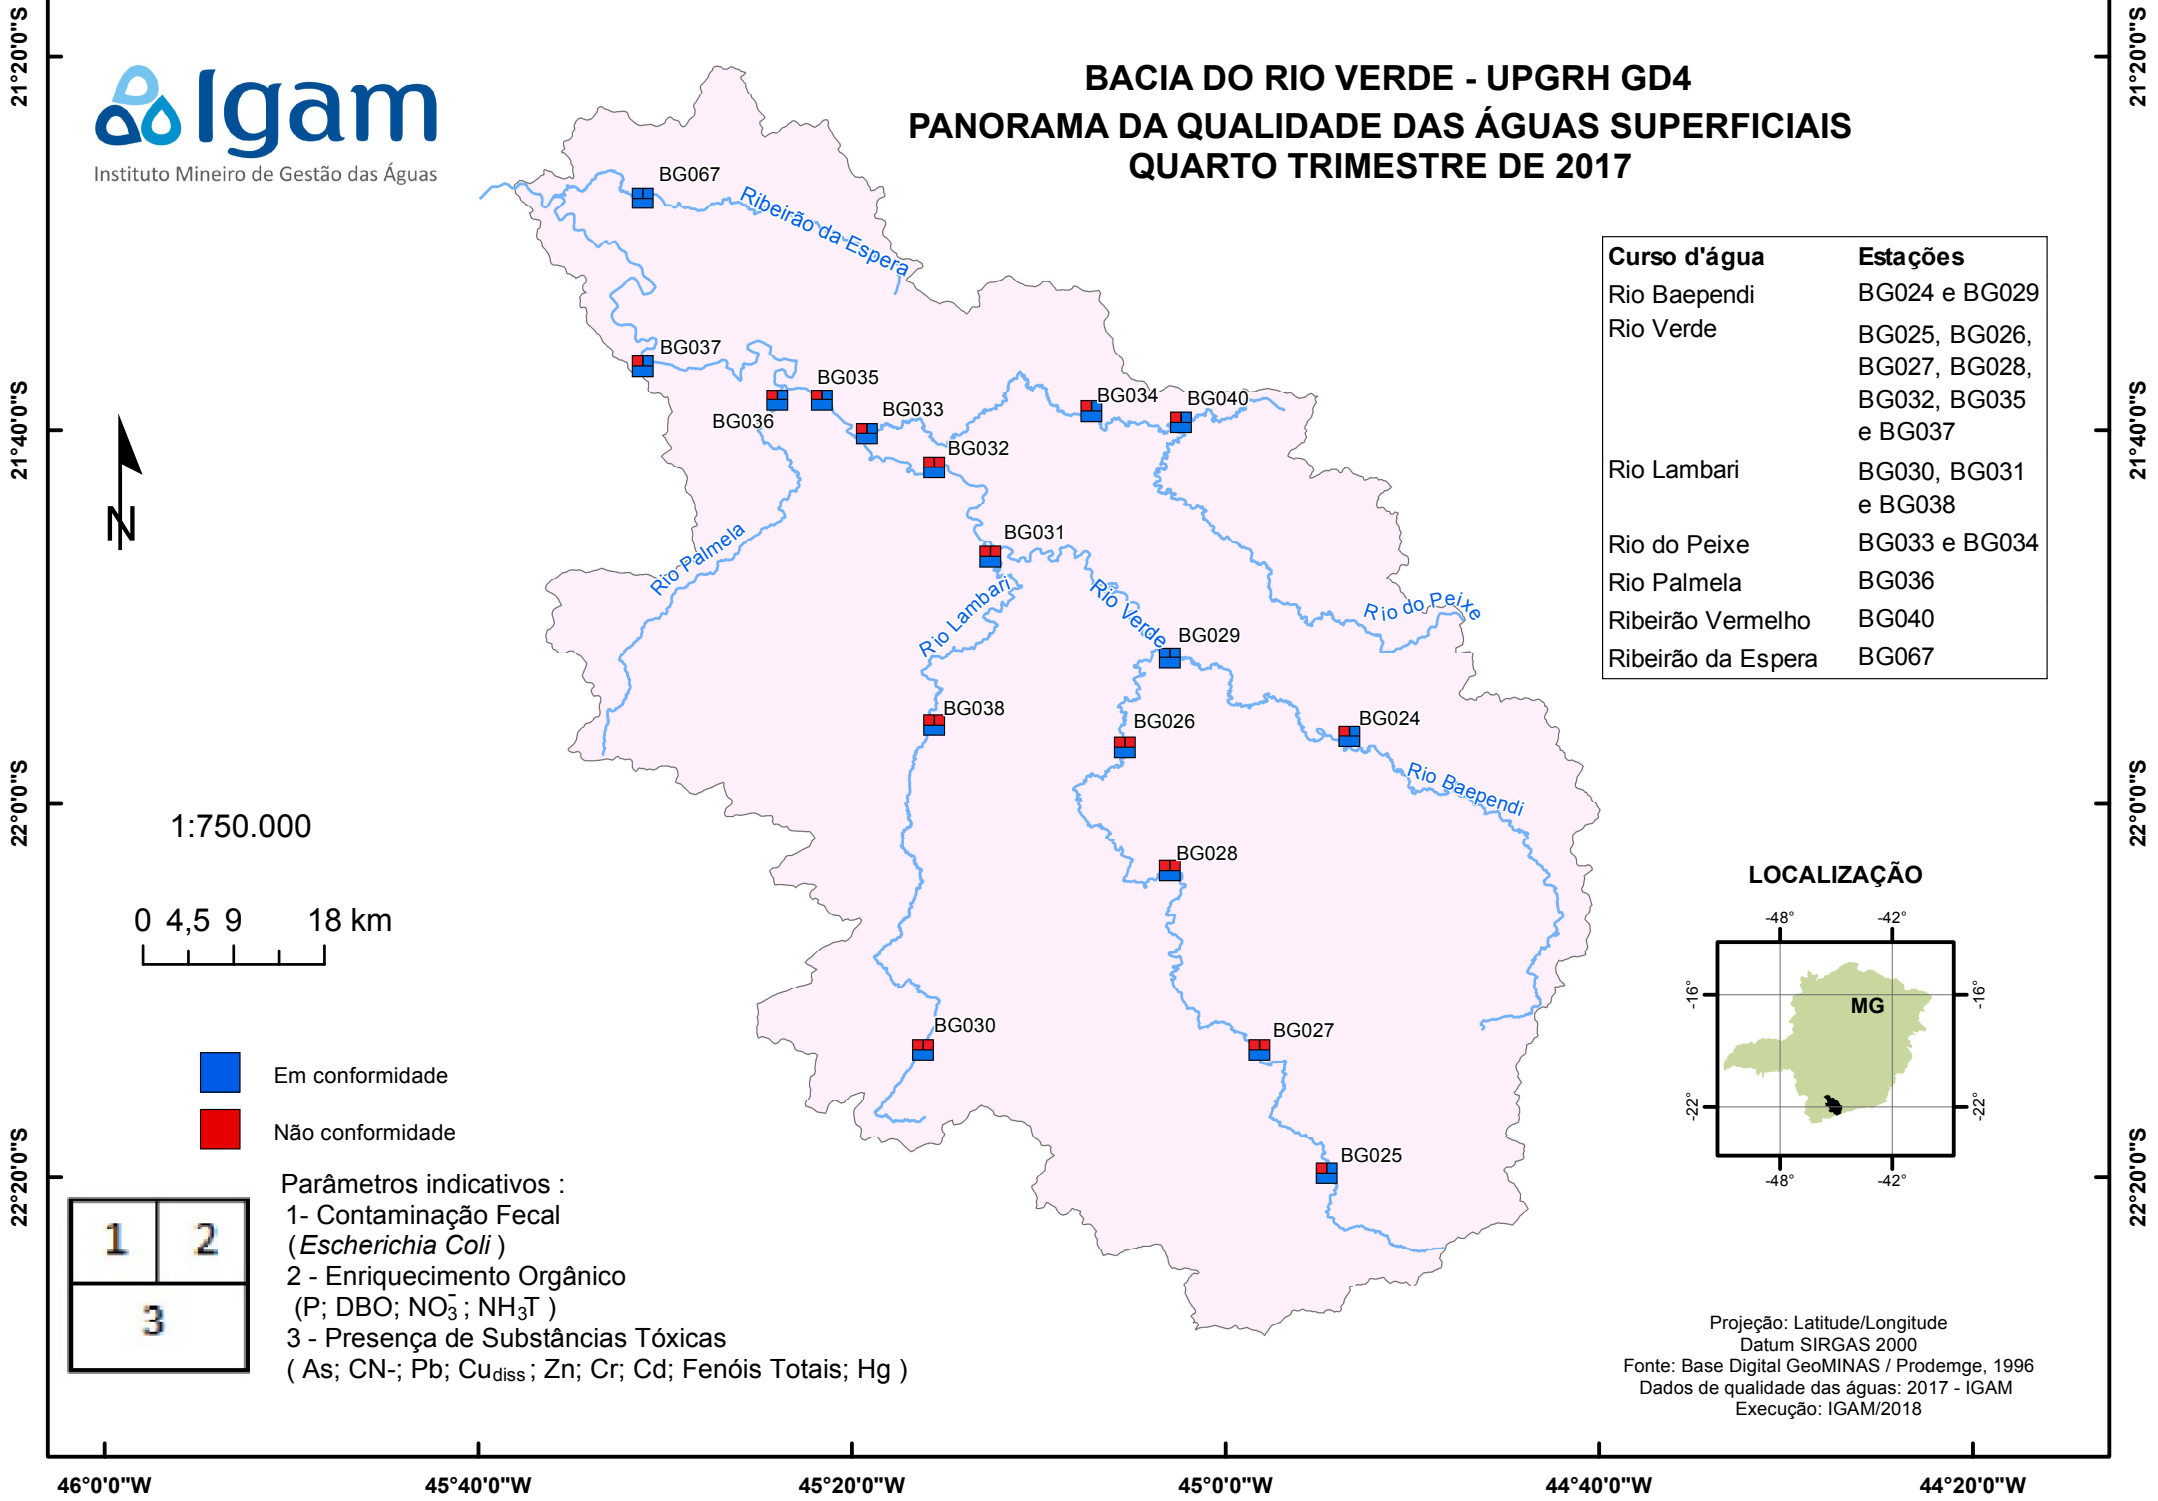 Igam
Instituto Mineiro de Gestão das Águas
BACIA DO RIO VERDE - UPGRH GD4
PANORAMA DA QUALIDADE DAS ÁGUAS SUPERFICIAIS
QUARTO TRIMESTRE DE 2017
Curso d'água Estações
Rio Baependi BG024 e BG029
Rio Verde BG025, BG026,
BG027, BG028,
BG032, BG035
e BG037
Rio Lambari BG030, BG031
e BG038
Rio do Peixe BG033 e BG034
Rio Palmela BG036
Ribeirão Vermelho BG040
Ribeirão da Espera BG067
BG067
Ribeirão da Espera
BG037
BG035
BG036
BG033
BG034
BG040
BG032
BG031
Rio Palmela
Rio Lambari
Rio Verde
Rio do Peixe
BG029
BG038
BG026
BG024
Rio Baependi
BG028
BG030
BG027
BG025
N
1:750.000
0 4,5 9 18 km
Em conformidade
Não conformidade
1 2
3
Parâmetros indicativos :
1- Contaminação Fecal
(Escherichia Coli )
2 - Enriquecimento Orgânico
(P; DBO; NO₃⁻ ; NH₃T )
3 - Presença de Substâncias Tóxicas
( As; CN-; Pb; Cudiss ; Zn; Cr; Cd; Fenóis Totais; Hg )
LOCALIZAÇÃO
-48° -42°
-16° -16°
MG
-22° -22°
-48° -42°
Projeção: Latitude/Longitude
Datum SIRGAS 2000
Fonte: Base Digital GeoMINAS / Prodemge, 1996
Dados de qualidade das águas: 2017 - IGAM
Execução: IGAM/2018
21°20'0"S
21°40'0"S
22°0'0"S
22°20'0"S
21°20'0"S
21°40'0"S
22°0'0"S
22°20'0"S
46°0'0"W 45°40'0"W 45°20'0"W 45°0'0"W 44°40'0"W 44°20'0"W